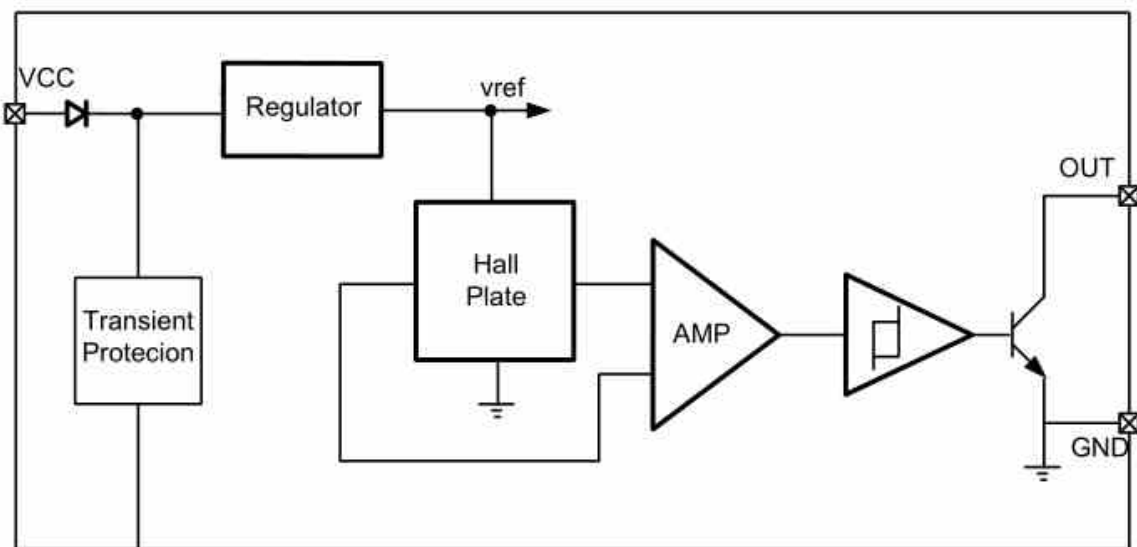 VCC
Regulator
vref
OUT
Hall
Plate
Transient
Protecion
AMP
GND